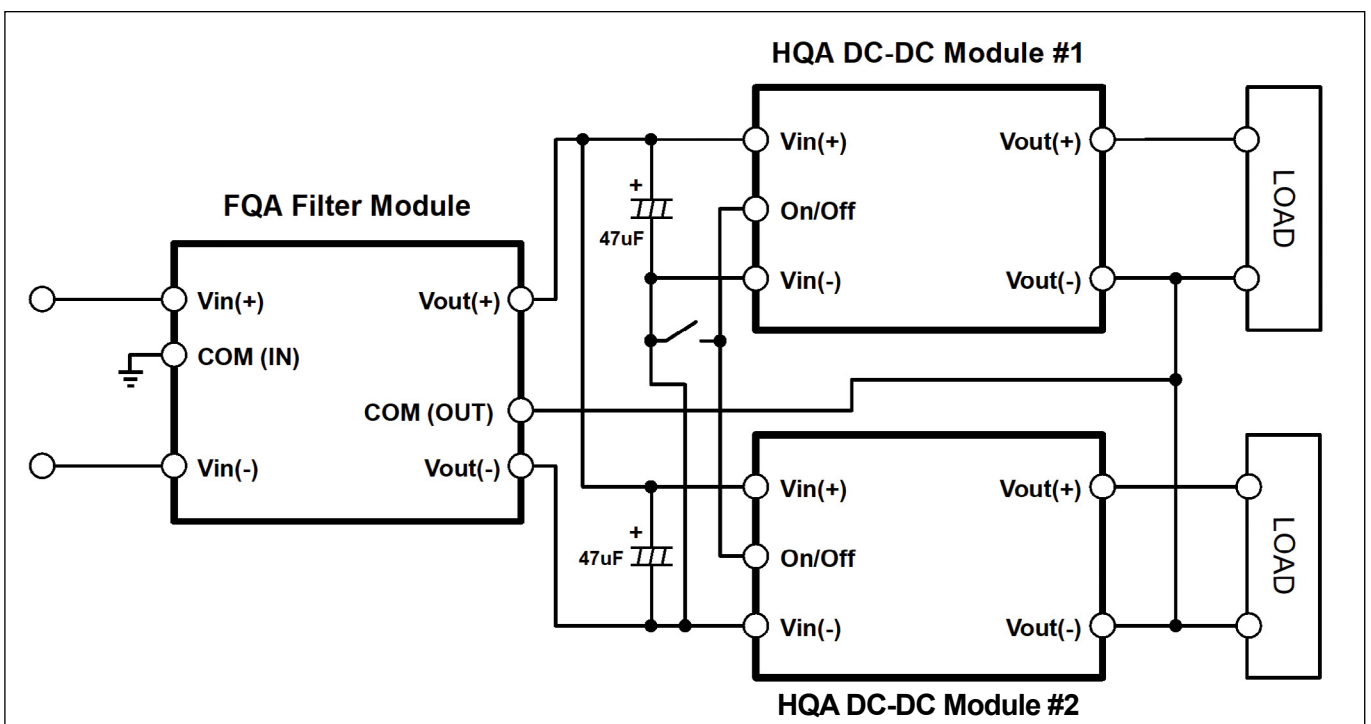 HQA DC-DC Module #1
Vin(+)
Vout(+)
On/Off
Vin(-)
Vout(-)
LOAD
+
47uF
FQA Filter Module
Vin(+)
Vout(+)
COM (IN)
COM (OUT)
Vin(-)
Vout(-)
+
47uF
Vin(+)
Vout(+)
On/Off
Vin(-)
Vout(-)
LOAD
HQA DC-DC Module #2